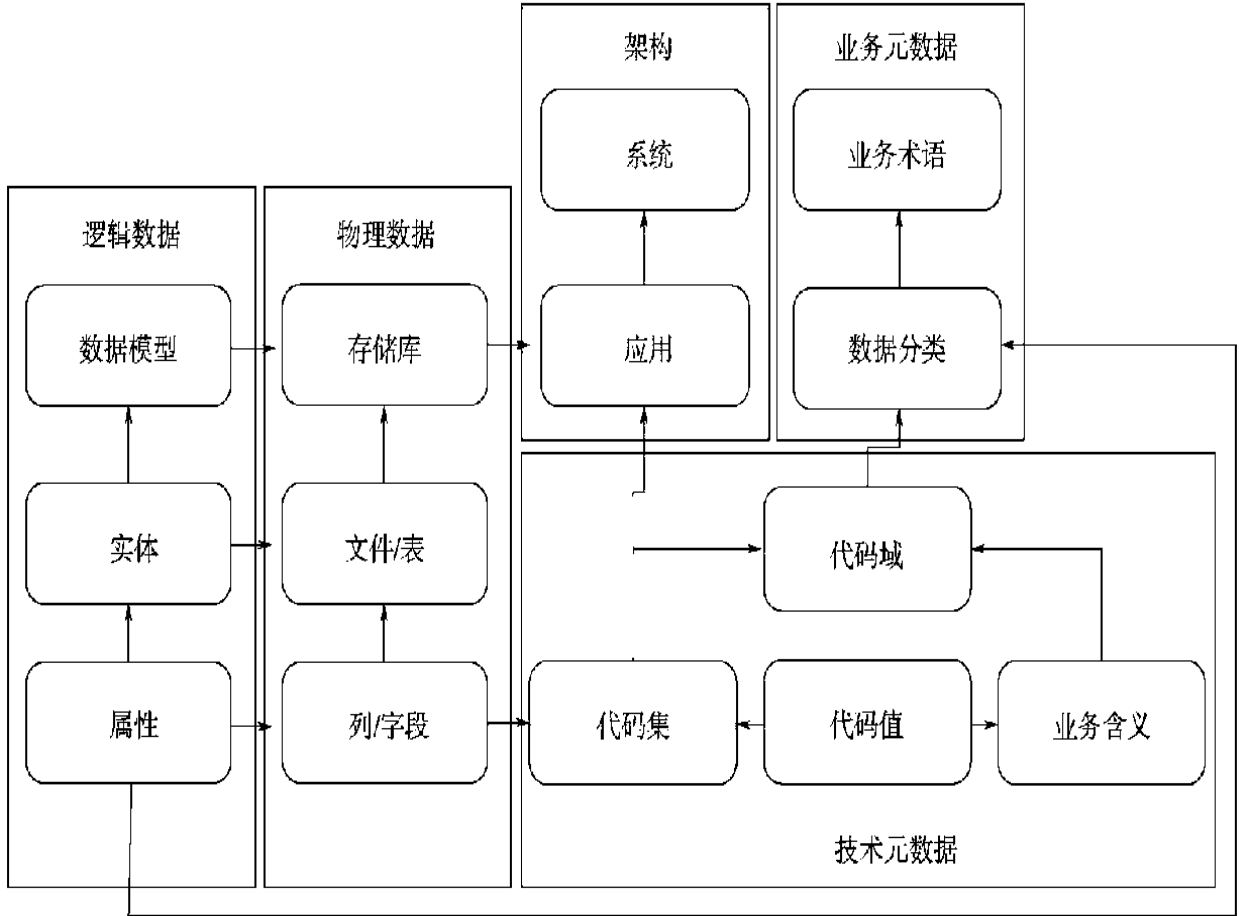 架构
系统
应用
业务元数据
业务术语
数据分类
逻辑数据
数据模型
实体
属性
物理数据
存储库
文件/表
列/字段
代码域
代码集
代码值
业务含义
技术元数据